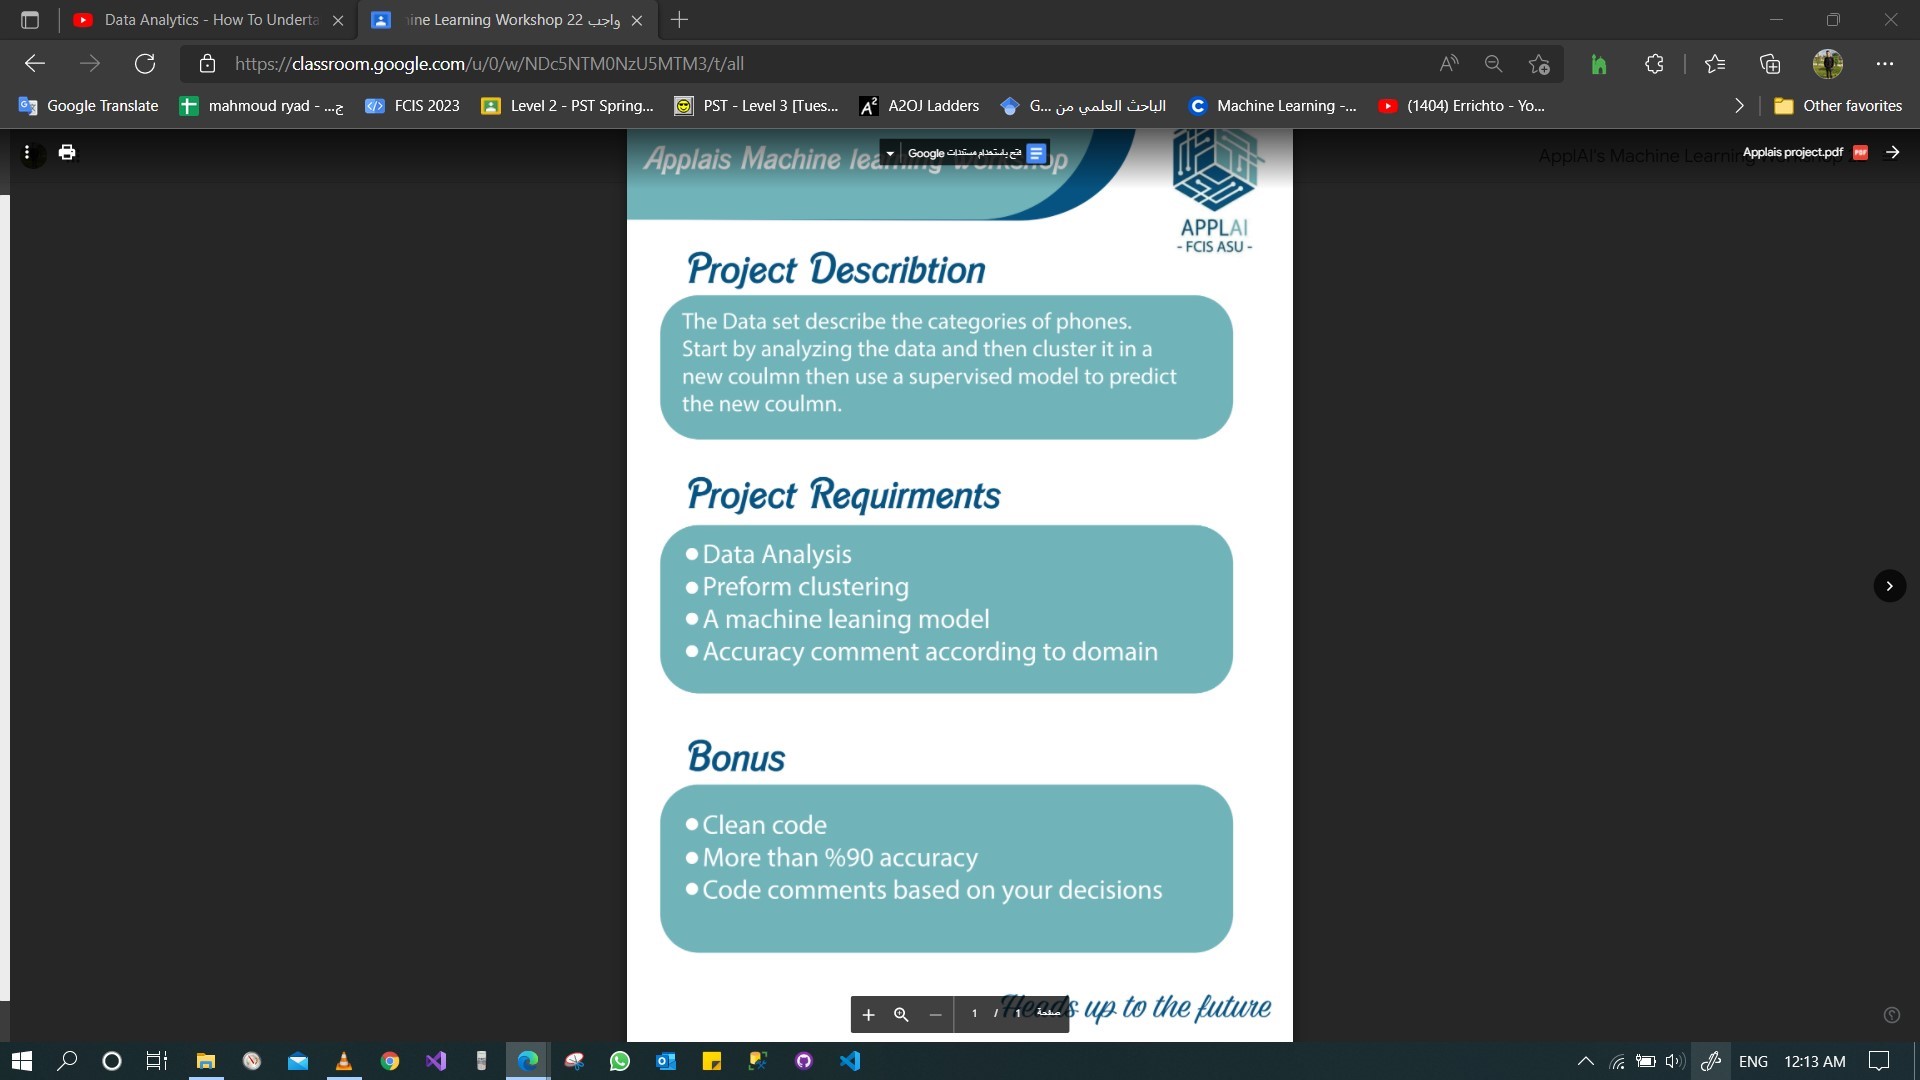 Data Analytics - How To Underta
ine Learning Workshop 22 واجب
https://classroom.google.com/u/0/w/NDc5NTM0NzU5MTM3/t/all
Google Translate
mahmoud ryad - ...ج
FCIS 2023
Level 2 - PST Spring...
PST - Level 3 [Tues...
A2OJ Ladders
G... الباحث العلمي من
Machine Learning -...
(1404) Errichto - Yo...
Other favorites
Applais Machine learning workshop
فتح باستخدام مستندات Google
Applais project.pdf
APPLAI
- FCIS ASU -
Project Describtion
The Data set describe the categories of phones.
Start by analyzing the data and then cluster it in a
new coulmn then use a supervised model to predict
the new coulmn.
Project Requirments
Data Analysis
Preform clustering
A machine leaning model
Accuracy comment according to domain
Bonus
Clean code
More than %90 accuracy
Code comments based on your decisions
Heads up to the future
صفحة 1 / 1
ENG
12:13 AM